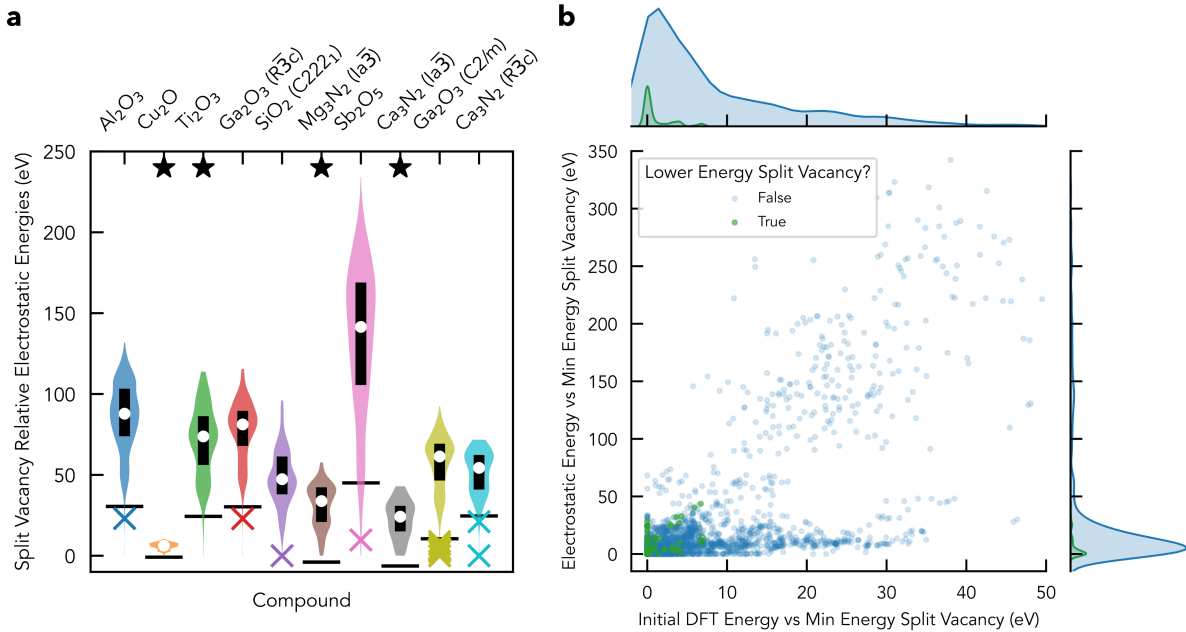 a
Al₂O₃
Cu₂O
Ti₂O₃
Ga₂O₃ (R3̅c)
SiO₂ (C222₁)
Mg₃N₂ (Ia3̅)
Sb₂O₅
Ca₃N₂ (Ia3̅)
Ga₂O₃ (C2/m)
Ca₃N₂ (R3̅c)
Split Vacancy Relative Electrostatic Energies (eV)
250
200
150
100
50
0
Compound
b
Electrostatic Energy vs Min Energy Split Vacancy (eV)
350
300
250
200
150
100
50
0
Lower Energy Split Vacancy?
False
True
0 10 20 30 40 50
Initial DFT Energy vs Min Energy Split Vacancy (eV)